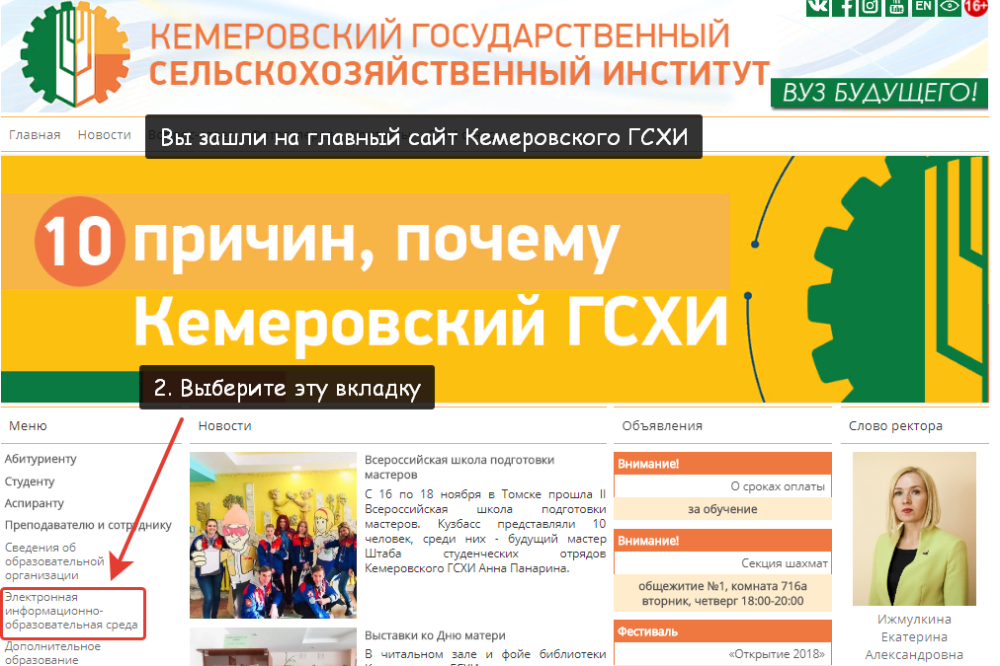 КЕМЕРОВСКИЙ ГОСУДАРСТВЕННЫЙ
СЕЛЬСКОХОЗЯЙСТВЕННЫЙ ИНСТИТУТ
EN
16+
ВУЗ БУДУЩЕГО!
Главная Новости
Вы зашли на главный сайт Кемеровского ГСХИ
10 причин, почему
Кемеровский ГСХИ
2. Выберите эту вкладку
Меню
Абитуриенту
Студенту
Аспиранту
Преподавателю и сотруднику
Сведения об
образовательной
организации
Электронная
информационно-
образовательная среда
Дополнительное
образование
Новости
Всероссийская школа подготовки
мастеров
С 16 по 18 ноября в Томске прошла II
Всероссийская школа подготовки
мастеров. Кузбасс представляли 10
человек, среди них - будущий мастер
Штаба студенческих отрядов
Кемеровского ГСХИ Анна Панарина.
Выставки ко Дню матери
В читальном зале и фойе библиотеки
Объявления
Внимание!
О сроках оплаты
за обучение
Внимание!
Секция шахмат
общежитие №1, комната 716а
вторник, четверг 18:00-20:00
Фестиваль
«Открытие 2018»
Слово ректора
Ижмулкина
Екатерина
Александровна